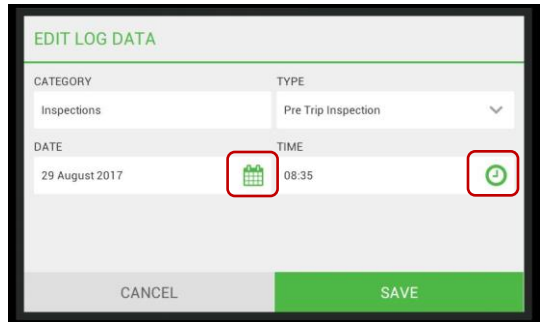 EDIT LOG DATA
CATEGORY TYPE
Inspections Pre Trip Inspection
DATE TIME
29 August 2017 08:35
CANCEL SAVE